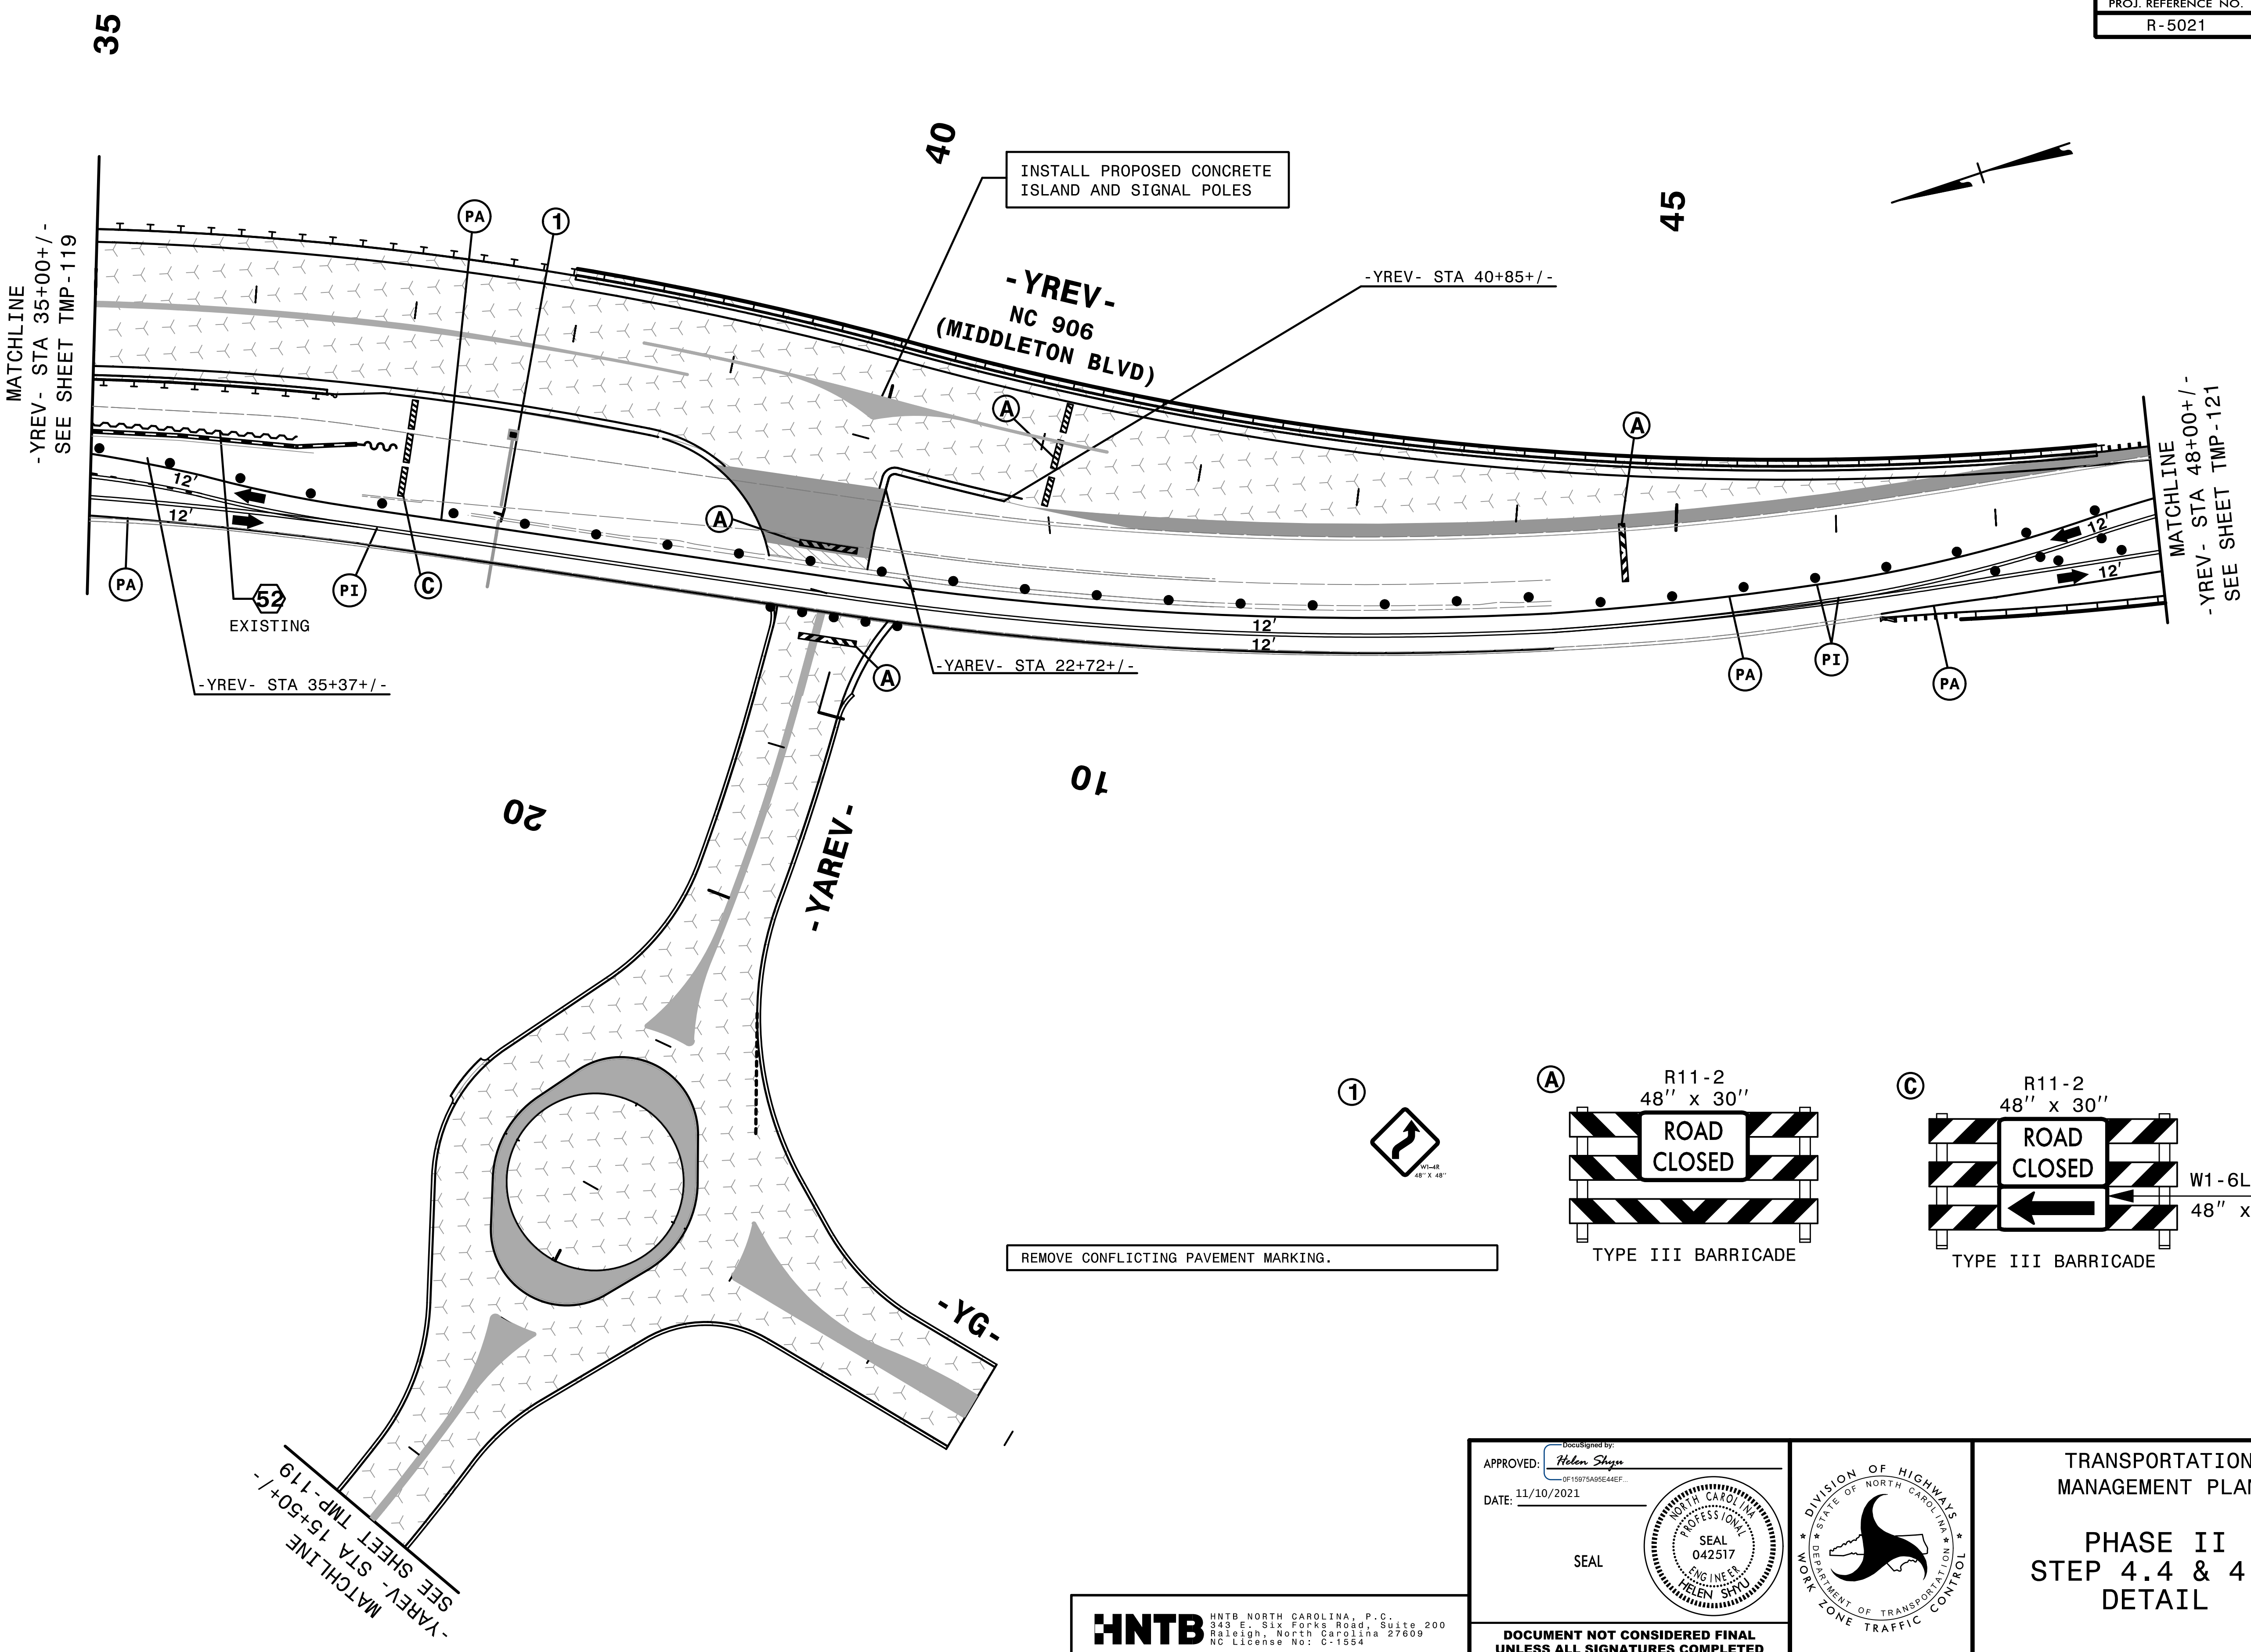 PROJ. REFERENCE NO.
R-5021
35
40
45
INSTALL PROPOSED CONCRETE
ISLAND AND SIGNAL POLES
MATCHLINE
-YREV- STA 35+00+/-
SEE SHEET TMP-119
PA
1
-YREV-
NC 906
(MIDDLETON BLVD)
-YREV- STA 40+85+/-
A
A
A
12'
12'
PA
52
EXISTING
PI
C
-YREV- STA 35+37+/-
12'
12'
A
-YAREV- STA 22+72+/-
PA
PI
PA
12'
12'
MATCHLINE
-YREV- STA 48+00+/-
SEE SHEET TMP-121
20
10
-YAREV-
-YG-
MATCHLINE
-YAREV- STA 15+50+/-
SEE SHEET TMP-119
1
W1-4R
48" X 48"
A
R11-2
48" x 30"
ROAD
CLOSED
TYPE III BARRICADE
C
R11-2
48" x 30"
ROAD
CLOSED
W1-6L
48" x
TYPE III BARRICADE
REMOVE CONFLICTING PAVEMENT MARKING.
HNTB
HNTB NORTH CAROLINA, P.C.
343 E. Six Forks Road, Suite 200
Raleigh, North Carolina 27609
NC License No: C-1554
DocuSigned by:
APPROVED: Helen Shyu
0F15975A95E44EF...
DATE: 11/10/2021
SEAL
NORTH CAROLINA
PROFESSIONAL
SEAL
042517
ENGINEER
HELEN SHYU
DOCUMENT NOT CONSIDERED FINAL
UNLESS ALL SIGNATURES COMPLETED
DIVISION OF HIGHWAYS
STATE OF NORTH CAROLINA
DEPARTMENT OF TRANSPORTATION
WORK ZONE TRAFFIC CONTROL
TRANSPORTATION
MANAGEMENT PLAN
PHASE II
STEP 4.4 & 4
DETAIL